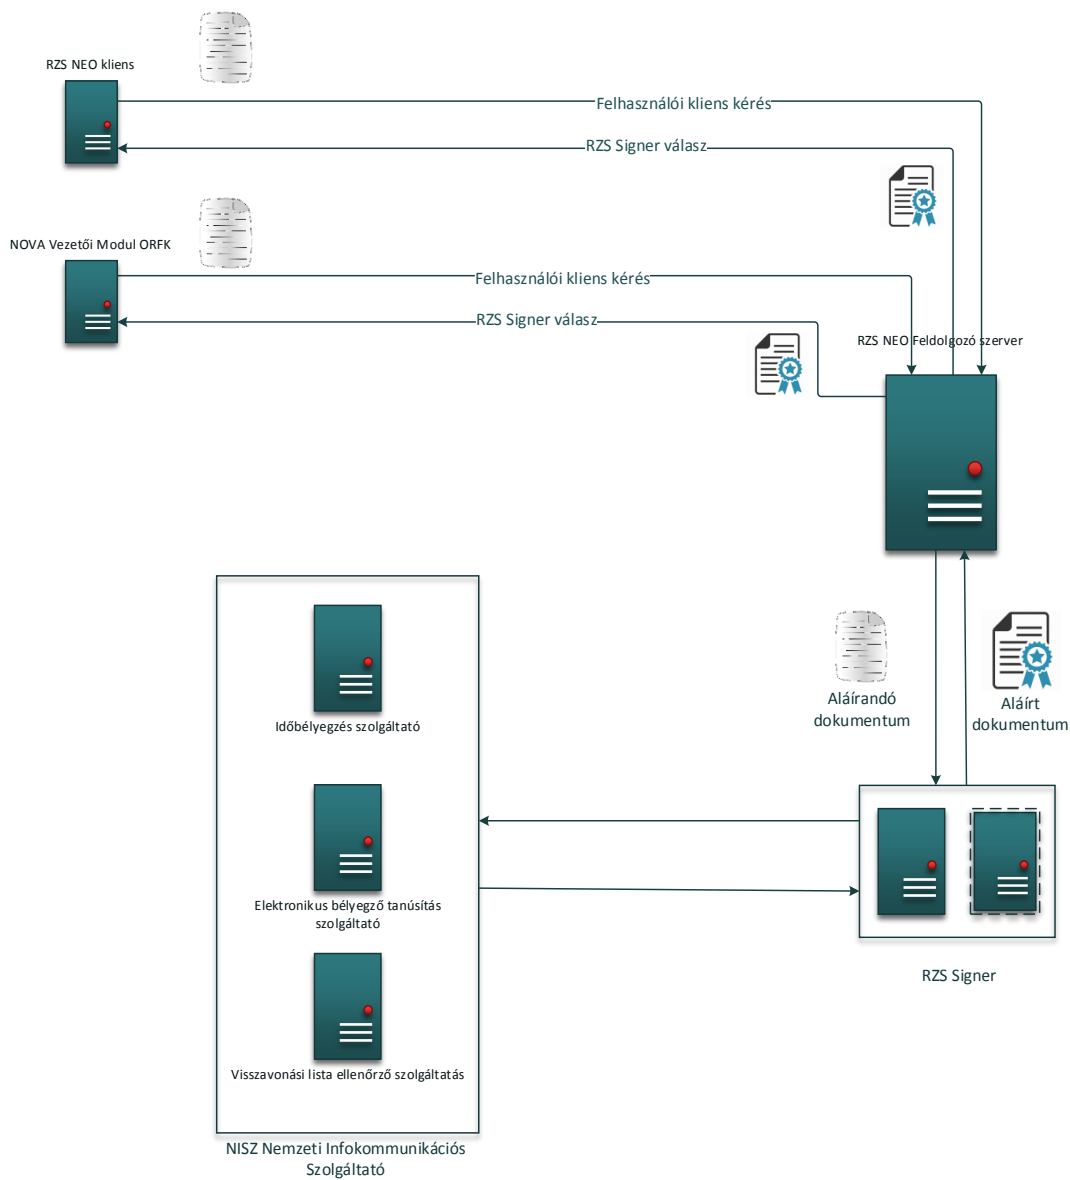 RZS NEO kliens
Felhasználói kliens kérés
RZS Signer válasz
NOVA Vezetői Modul ORFK
Felhasználói kliens kérés
RZS Signer válasz
RZS NEO Feldolgozó szerver
Aláírandó
dokumentum
Aláírt
dokumentum
Időbélyegzés szolgáltató
Elektronikus bélyegző tanúsítás
szolgáltató
RZS Signer
Visszavonási lista ellenőrző szolgáltatás
NISZ Nemzeti Infokommunikációs
Szolgáltató